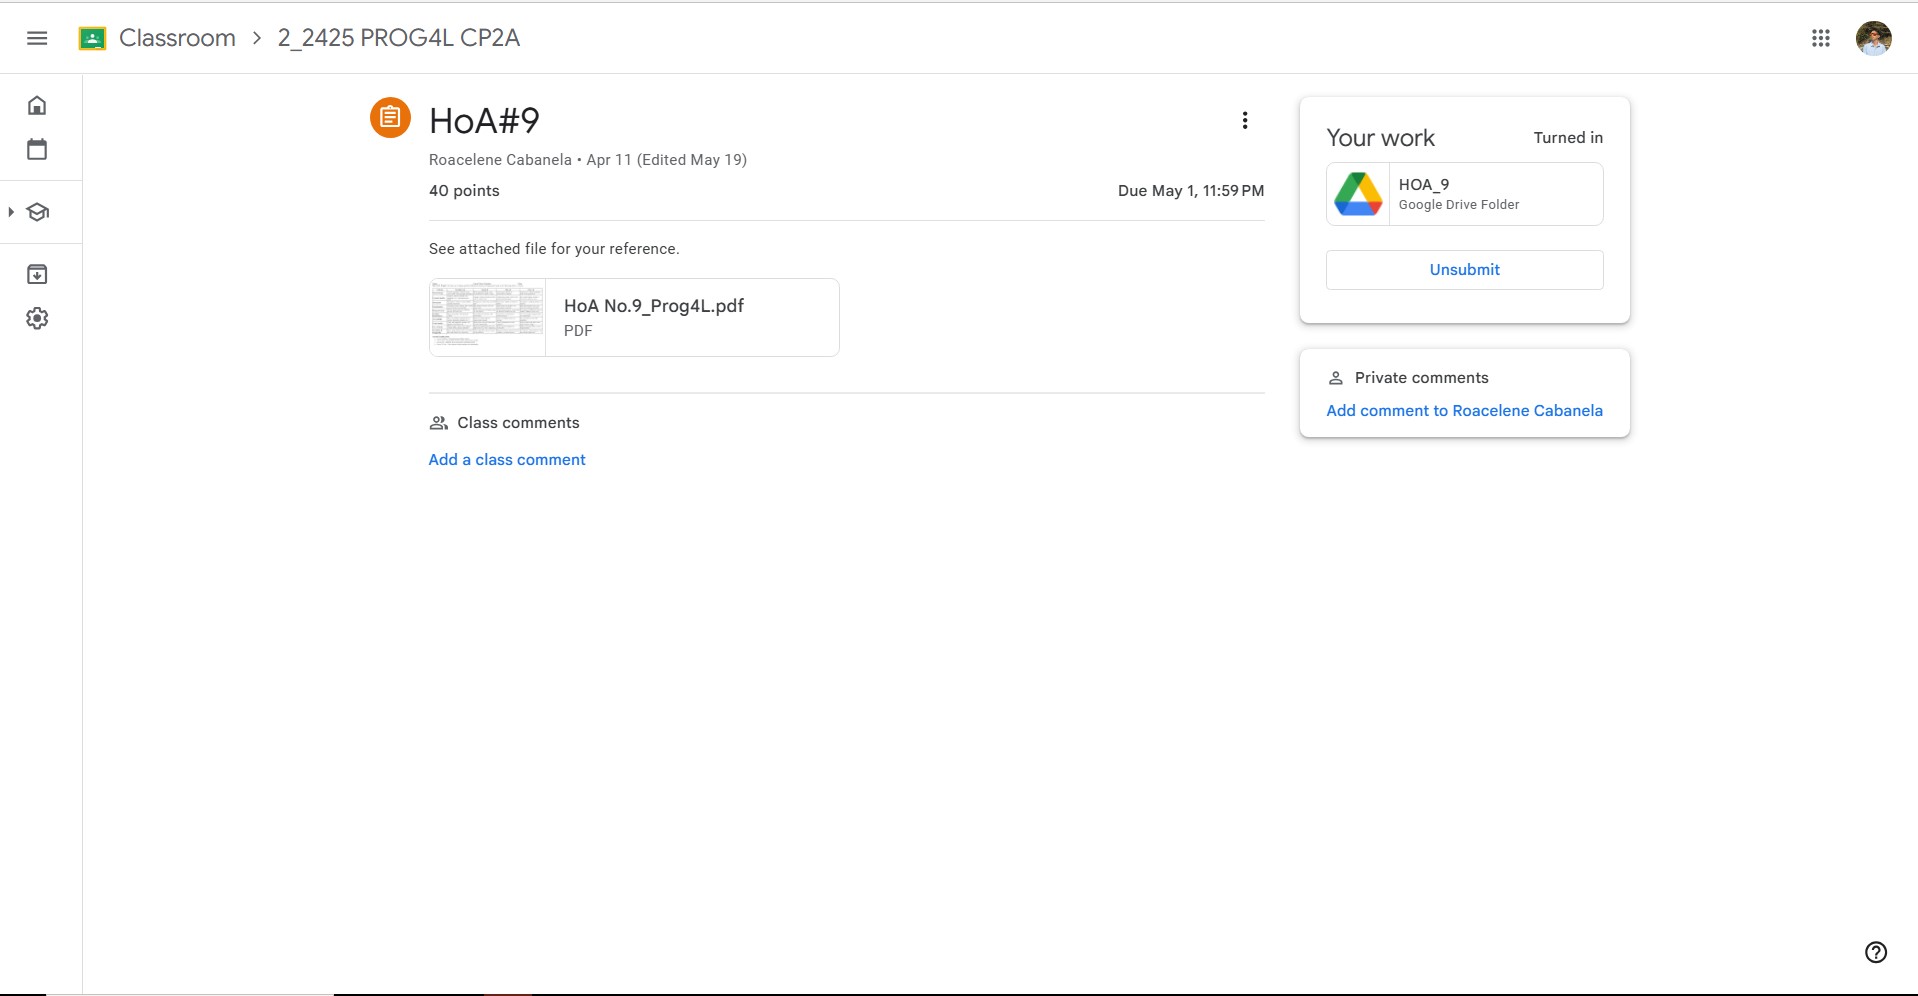 Classroom > 2_2425 PROG4L CP2A
HoA#9
Roacelene Cabanela • Apr 11 (Edited May 19)
40 points
Due May 1, 11:59 PM
See attached file for your reference.
HoA No.9_Prog4L.pdf
PDF
Class comments
Add a class comment
Your work
Turned in
HOA_9
Google Drive Folder
Unsubmit
Private comments
Add comment to Roacelene Cabanela